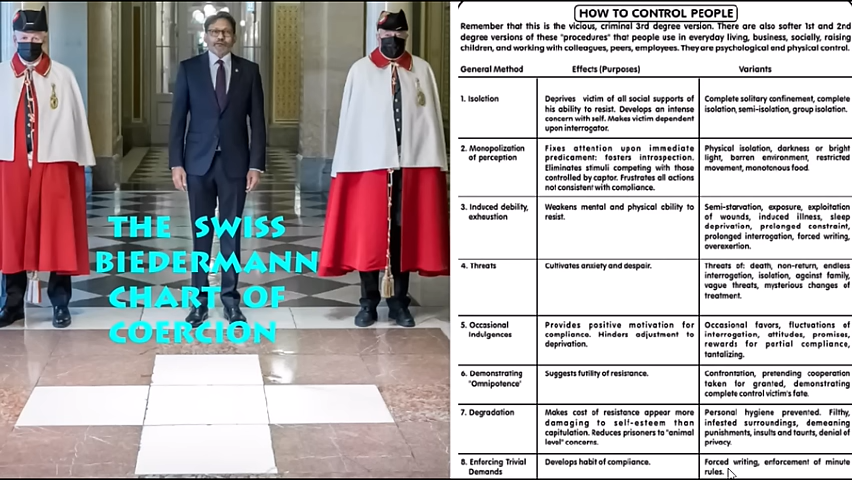 THE SWISS
BIEDERMANN
CHART OF
COERCION
HOW TO CONTROL PEOPLE
Remember that this is the vicious, criminal 3rd degree version. There are also softer 1st and 2nd
degree versions of these "procedures" that people use in everyday living, business, socially, raising
children, and working with colleagues, peers, employees. They are psychological and physical control.
General Method Effects (Purposes) Variants
1. Isolation
Deprives victim of all social supports of
his ability to resist. Develops an intense
concern with self. Makes victim dependent
upon interrogator.
Complete solitary confinement, complete
isolation, semi-isolation, group isolation.
2. Monopolization
of perception
Fixes attention upon immediate
predicament: fosters introspection.
Eliminates stimuli competing with those
controlled by captor. Frustrates all actions
not consistent with compliance.
Physical isolation, darkness or bright
light, borren environment, restricted
movement, monotonous food.
3. Induced debility,
exheustion
Weakens mental and physical ability to
resist.
Semi-starvation, exposure, exploitation
of wounds, induced illness, sleep
deprivation, prolonged constraint,
prolonged interrogation, forced writing,
overexertion.
4. Threats
Cultivates anxiety and despair.
Threats of: death, non-return, endless
interrogation, isolation, against family,
vague threats, mysterious changes of
treatment.
5. Occasional
Indulgences
Provides positive motivation for
compliance. Hinders adjustment to
deprivation.
Occasional favors, fluctuations of
interrogation, attitudes, promises,
rewards for partial compliance,
tantalizing.
6. Demonstrating
"Omnipotence'
Suggests futility of resistance.
Confrontation, pretending cooperation
taken for granted, demonstrating
complete control victim's fate.
7. Degradation
Makes cost of resistance appear more
damaging to self-esteem than
capitulation. Reduces prisoners to "animal
level" concerns.
Personal hygiene prevented. Filthy,
infested surroundings, demeaning
punishments, insults and taunts, denial of
privacy.
8. Enforcing Trivial
Demands
Develops habit of compliance.
Forced writing, enforcement of minute
rules.